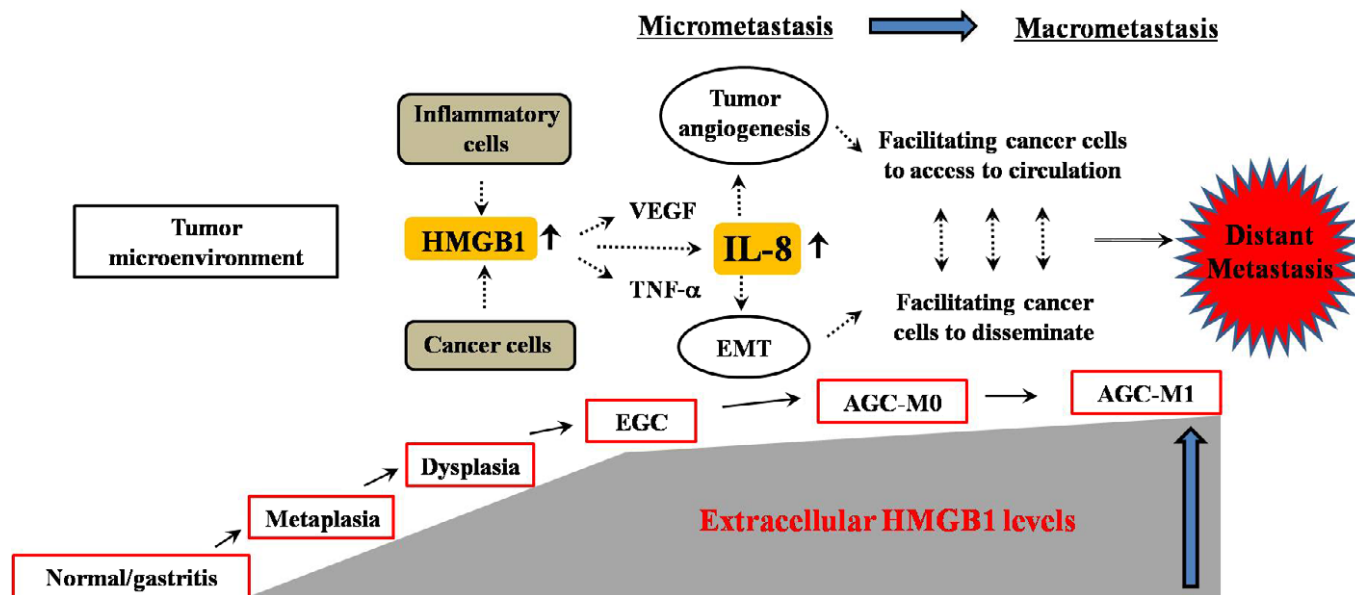 Micrometastasis
Macrometastasis
Inflammatory
cells
Tumor
angiogenesis
Facilitating cancer cells
to access to circulation
Tumor
microenvironment
HMGB1
VEGF
IL-8
TNF-α
Distant
Metastasis
Cancer cells
EMT
Facilitating cancer
cells to disseminate
Normal/gastritis
Metaplasia
Dysplasia
EGC
AGC-M0
AGC-M1
Extracellular HMGB1 levels